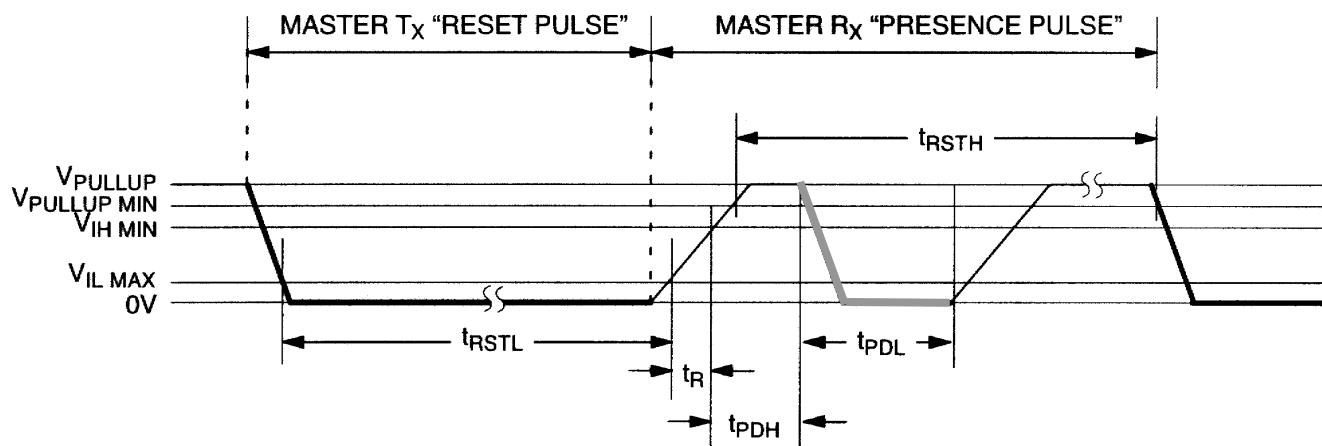 MASTER TX “RESET PULSE”
MASTER RX “PRESENCE PULSE”
tRSTH
VPULLUP
VPULLUP MIN
VIH MIN
VIL MAX
0V
tRSTL
tPDL
tR
tPDH